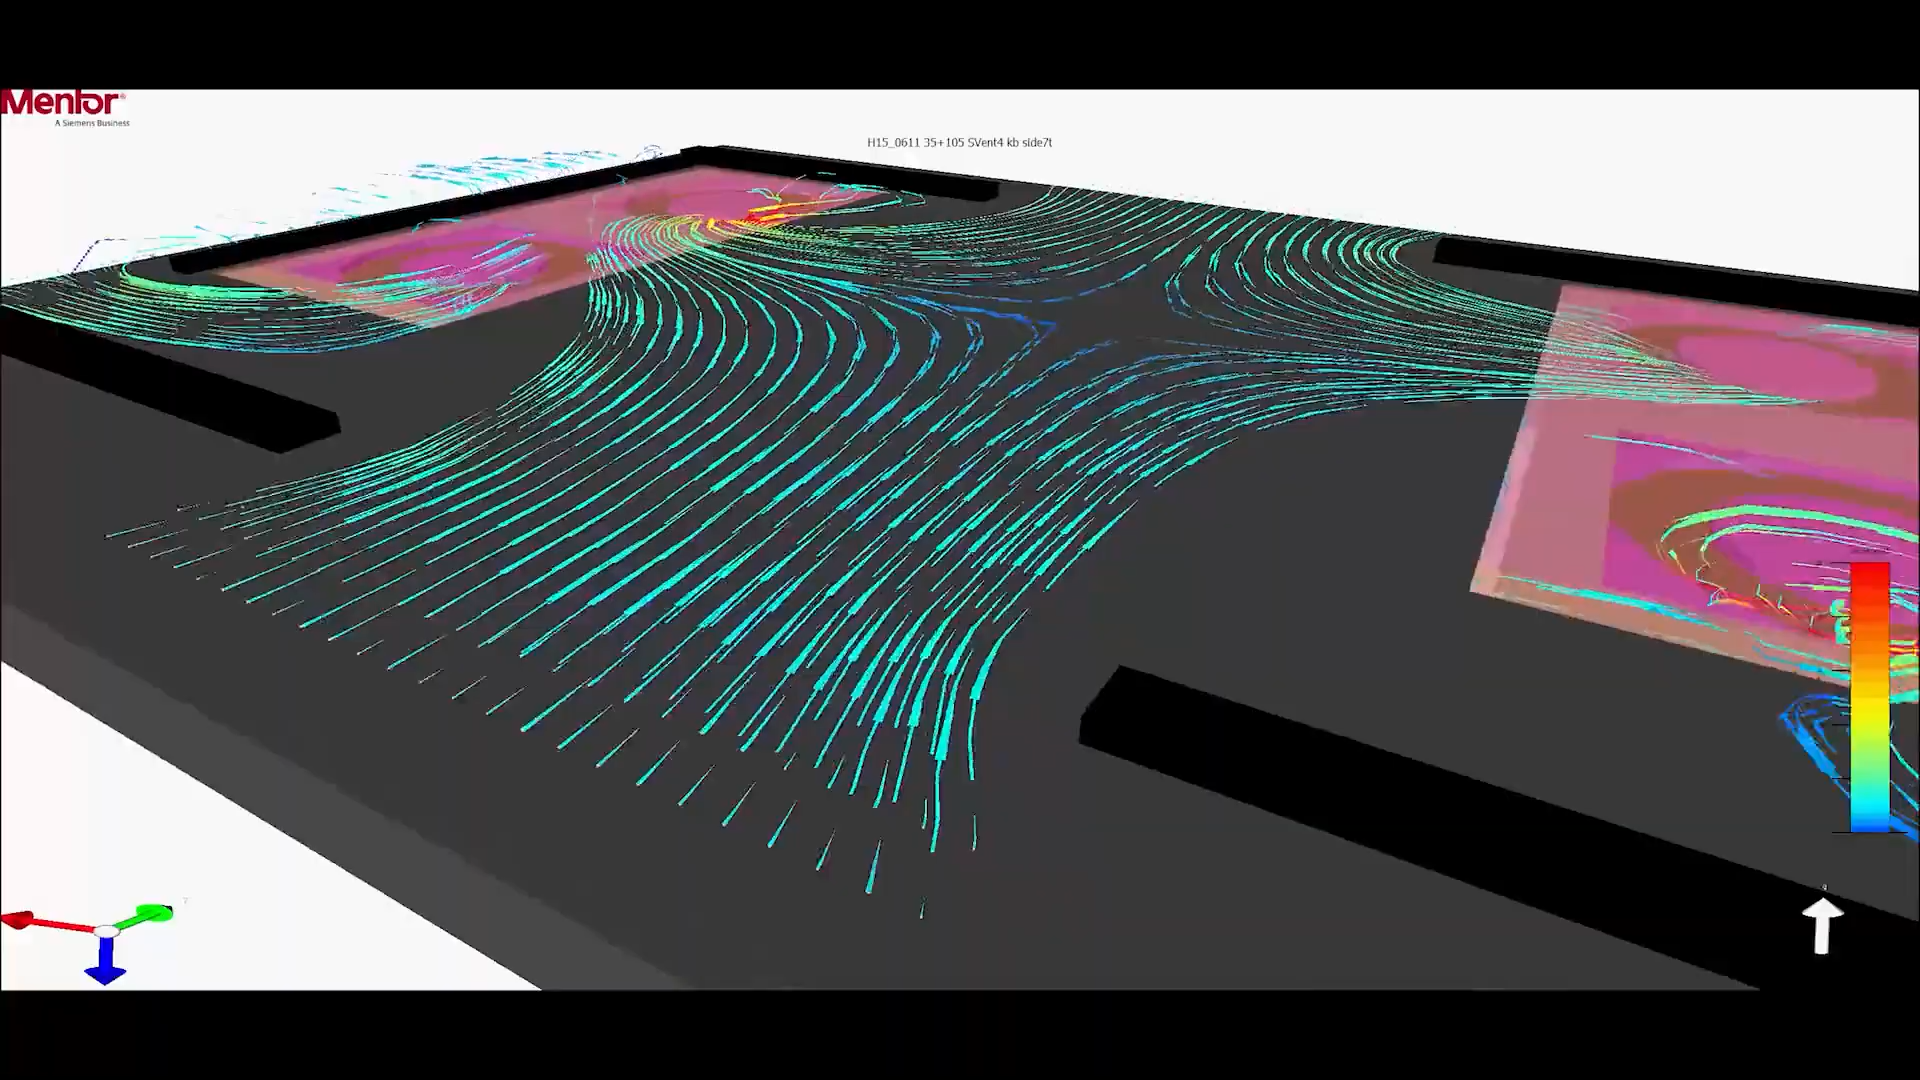 Mentor
A Siemens Business
H15_0611 35+105 SVent4 kb side7t